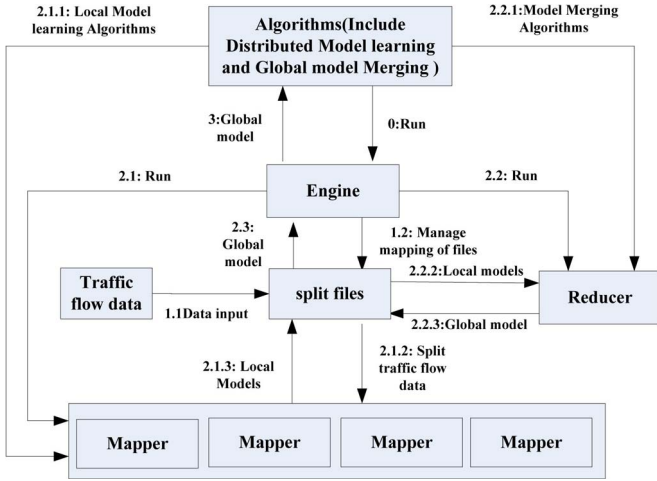 2.1.1: Local Model
learning Algorithms
Algorithms(Include
Distributed Model learning
and Global model Merging )
2.2.1:Model Merging
Algorithms
3:Global
model
0:Run
2.1: Run
Engine
2.2: Run
2.3:
Global
model
1.2: Manage
mapping of files
Traffic
flow data
1.1Data input
split files
2.2.2:Local models
Reducer
2.2.3:Global model
2.1.3: Local
Models
2.1.2: Split
traffic flow
data
Mapper
Mapper
Mapper
Mapper